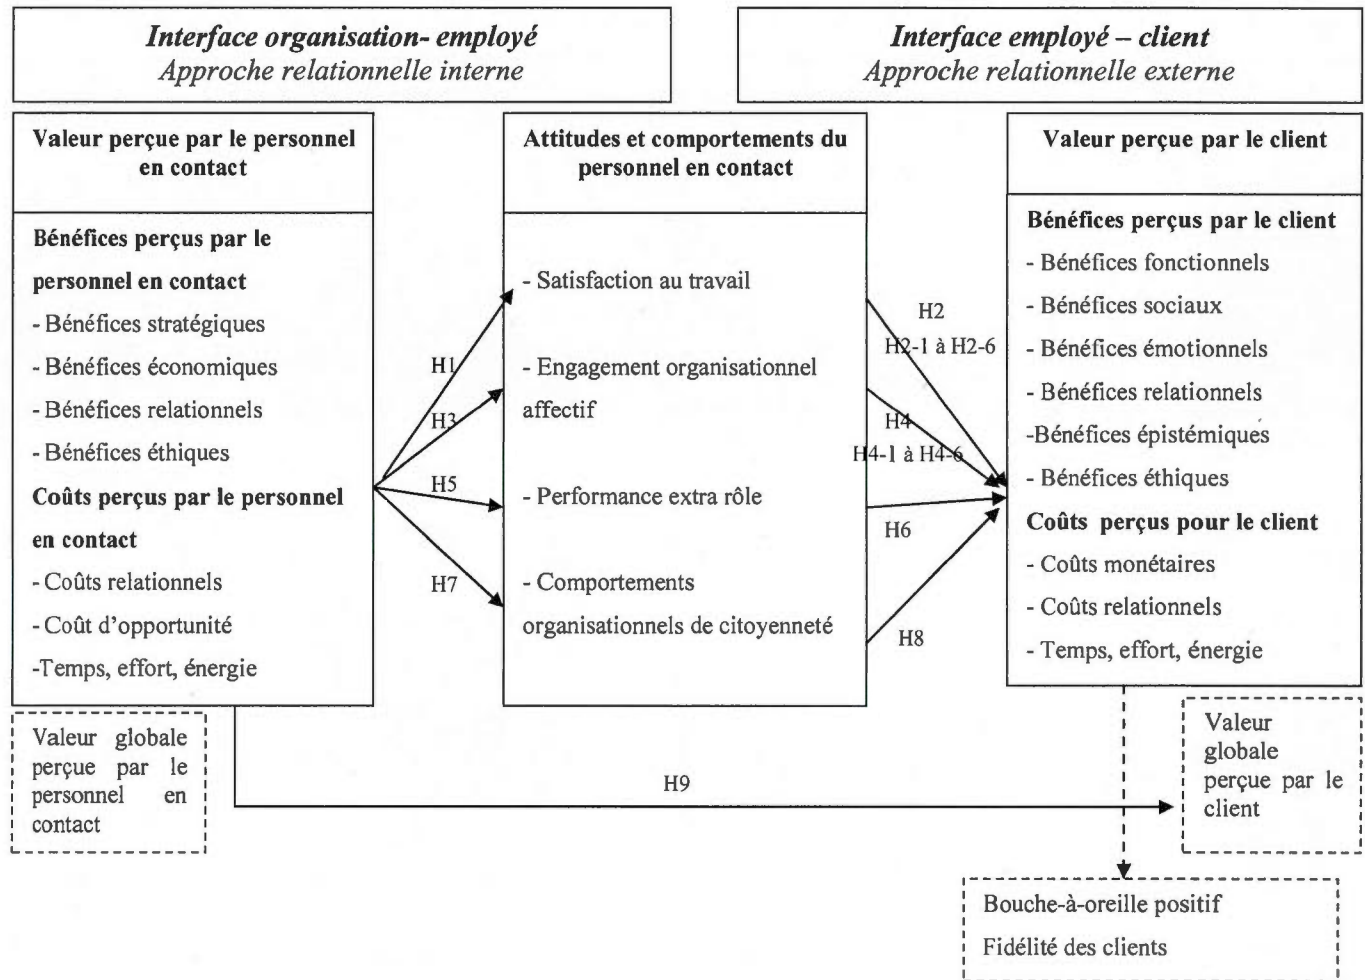 Interface organisation- employé
Approche relationnelle interne
Interface employé – client
Approche relationnelle externe
Valeur perçue par le personnel
en contact
Bénéfices perçus par le
personnel en contact
- Bénéfices stratégiques
- Bénéfices économiques
- Bénéfices relationnels
- Bénéfices éthiques
Coûts perçus par le personnel
en contact
- Coûts relationnels
- Coût d'opportunité
-Temps, effort, énergie
H1
H3
H5
H7
Attitudes et comportements du
personnel en contact
- Satisfaction au travail
- Engagement organisationnel
affectif
- Performance extra rôle
- Comportements
organisationnels de citoyenneté
H2
H2-1 à H2-6
H4
H4-1 à H4-6
H6
H8
Valeur perçue par le client
Bénéfices perçus par le client
- Bénéfices fonctionnels
- Bénéfices sociaux
- Bénéfices émotionnels
- Bénéfices relationnels
-Bénéfices épistémiques
- Bénéfices éthiques
Coûts perçus pour le client
- Coûts monétaires
- Coûts relationnels
- Temps, effort, énergie
Valeur globale
perçue par le
personnel en
contact
H9
Valeur
globale
perçue par le
client
Bouche-à-oreille positif
Fidélité des clients